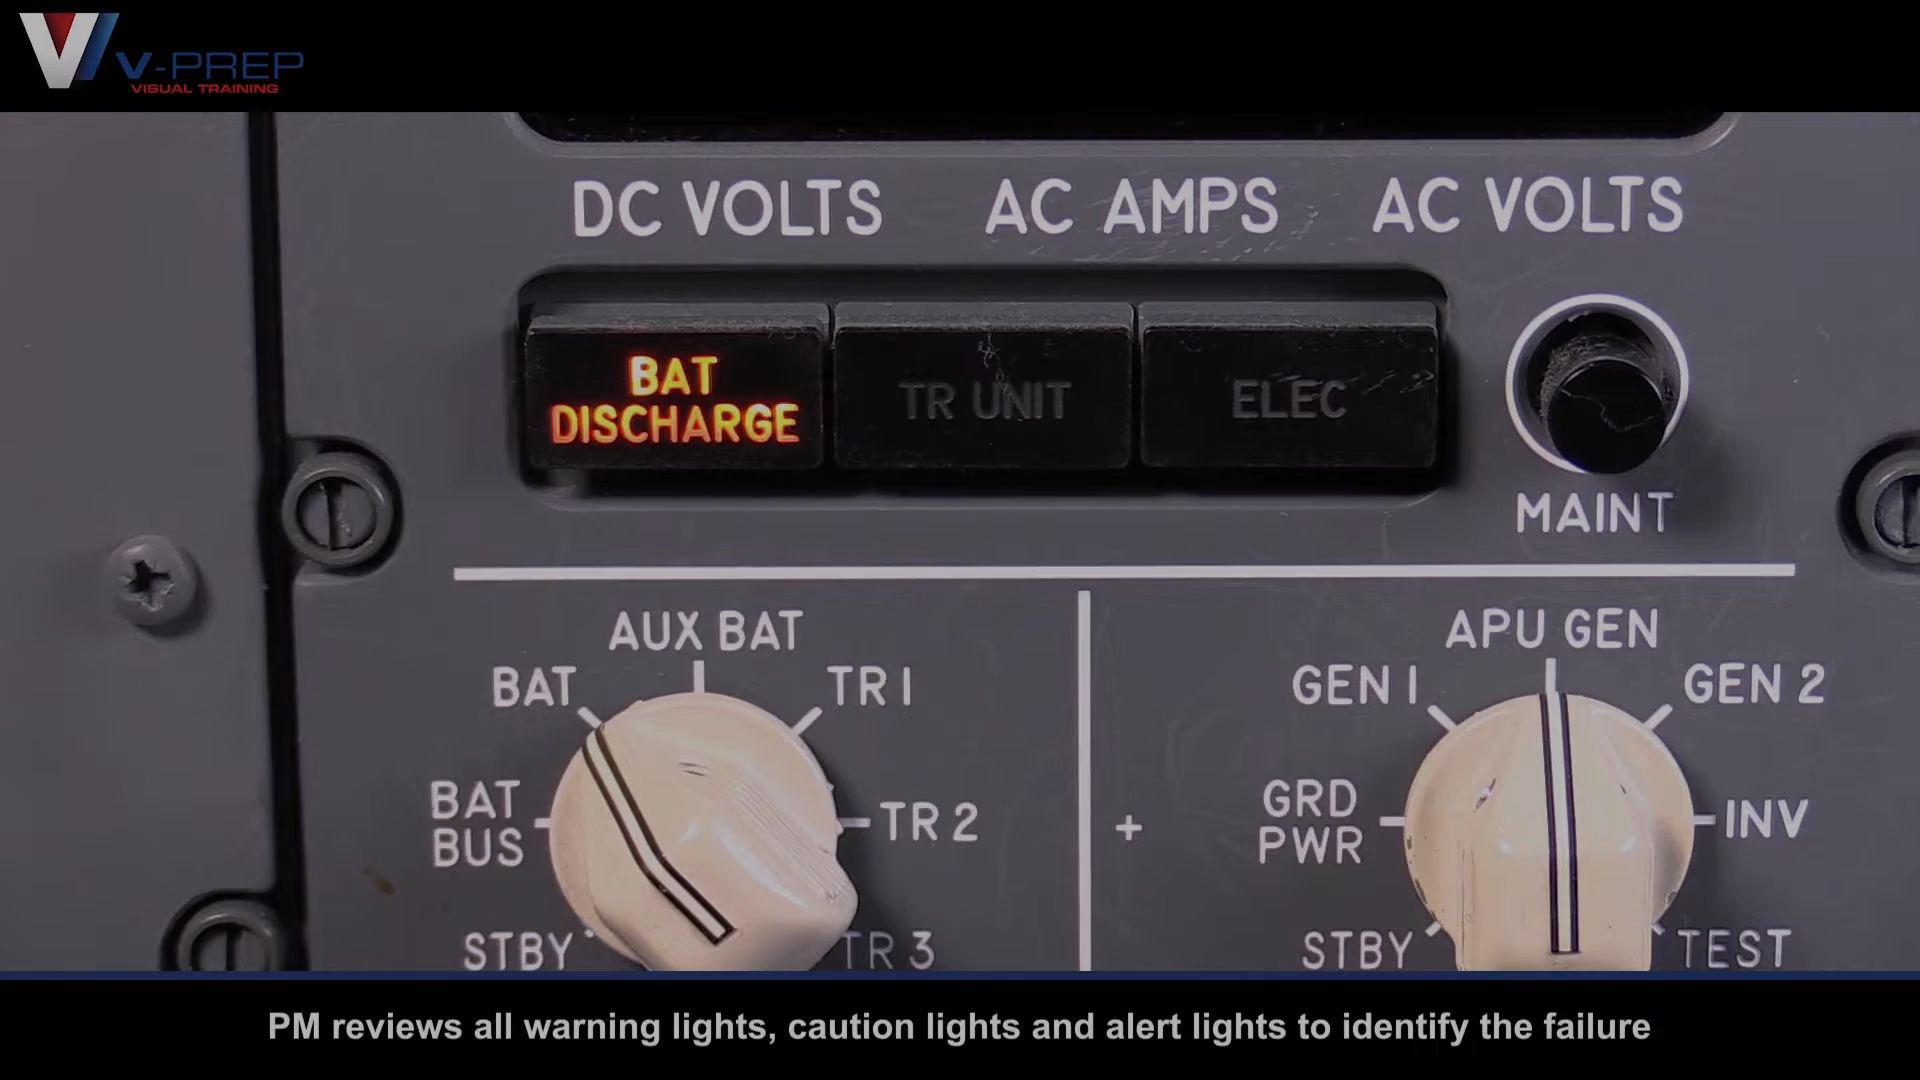 V-PREP
VISUAL TRAINING
DC VOLTS AC AMPS AC VOLTS
BAT DISCHARGE
TR UNIT
ELEC
MAINT
AUX BAT
BAT
TR 1
BAT BUS
TR 2
STBY
TR 3
APU GEN
GEN 1
GEN 2
GRD PWR
INV
STBY
TEST
PM reviews all warning lights, caution lights and alert lights to identify the failure